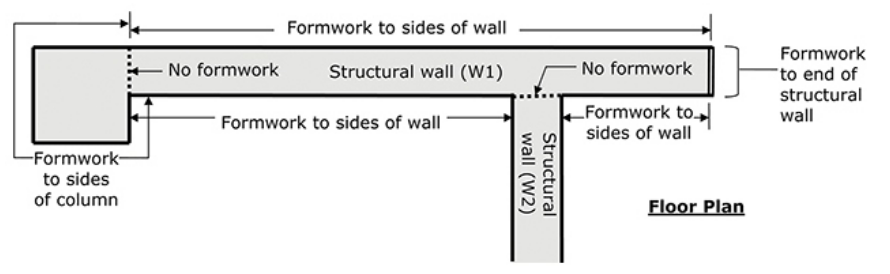 Formwork to sides of wall
No formwork
Structural wall (W1)
No formwork
Formwork
to end of
structural
wall
Formwork to sides of wall
Formwork to
sides of wall
Formwork
to sides
of column
Structural
wall (W2)
Floor Plan